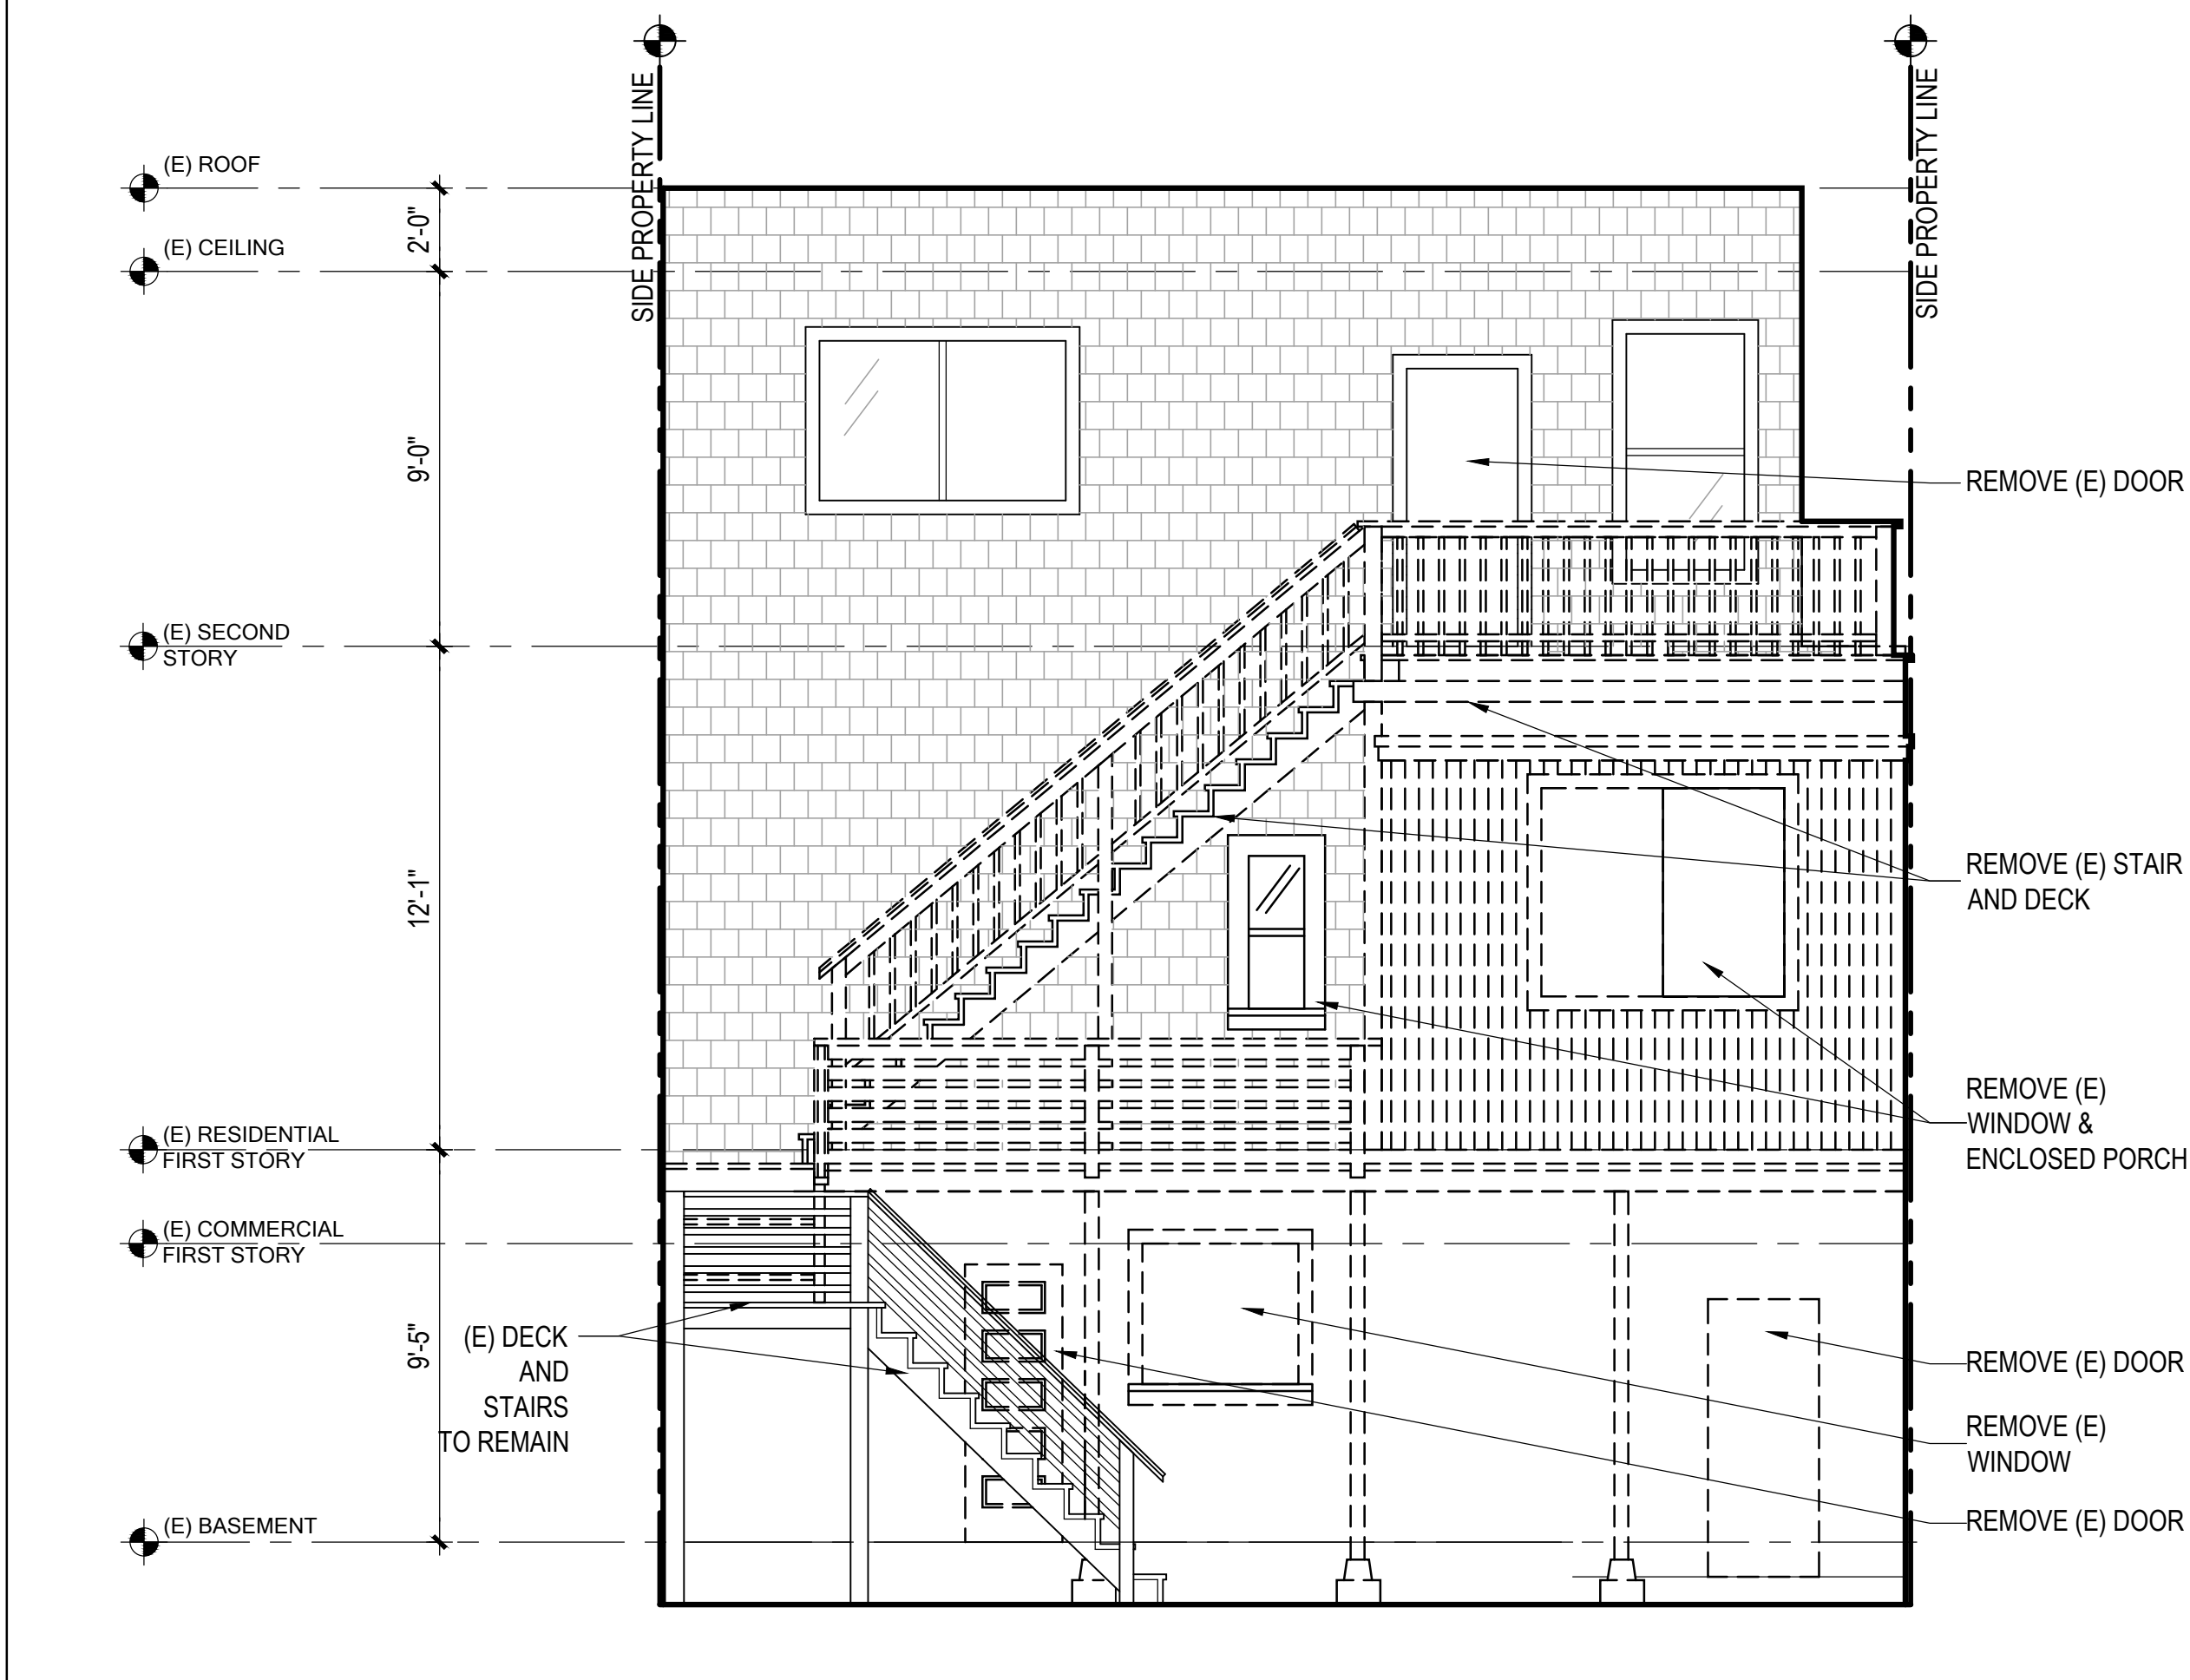 SIDE PROPERTY LINE
SIDE PROPERTY LINE
(E) ROOF
2'-0"
(E) CEILING
9'-0"
REMOVE (E) DOOR
(E) SECOND
STORY
12'-1"
REMOVE (E) STAIR
AND DECK
REMOVE (E)
WINDOW &
ENCLOSED PORCH
(E) RESIDENTIAL
FIRST STORY
(E) COMMERCIAL
FIRST STORY
9'-5"
(E) DECK
AND
STAIRS
TO REMAIN
REMOVE (E) DOOR
REMOVE (E)
WINDOW
REMOVE (E) DOOR
(E) BASEMENT